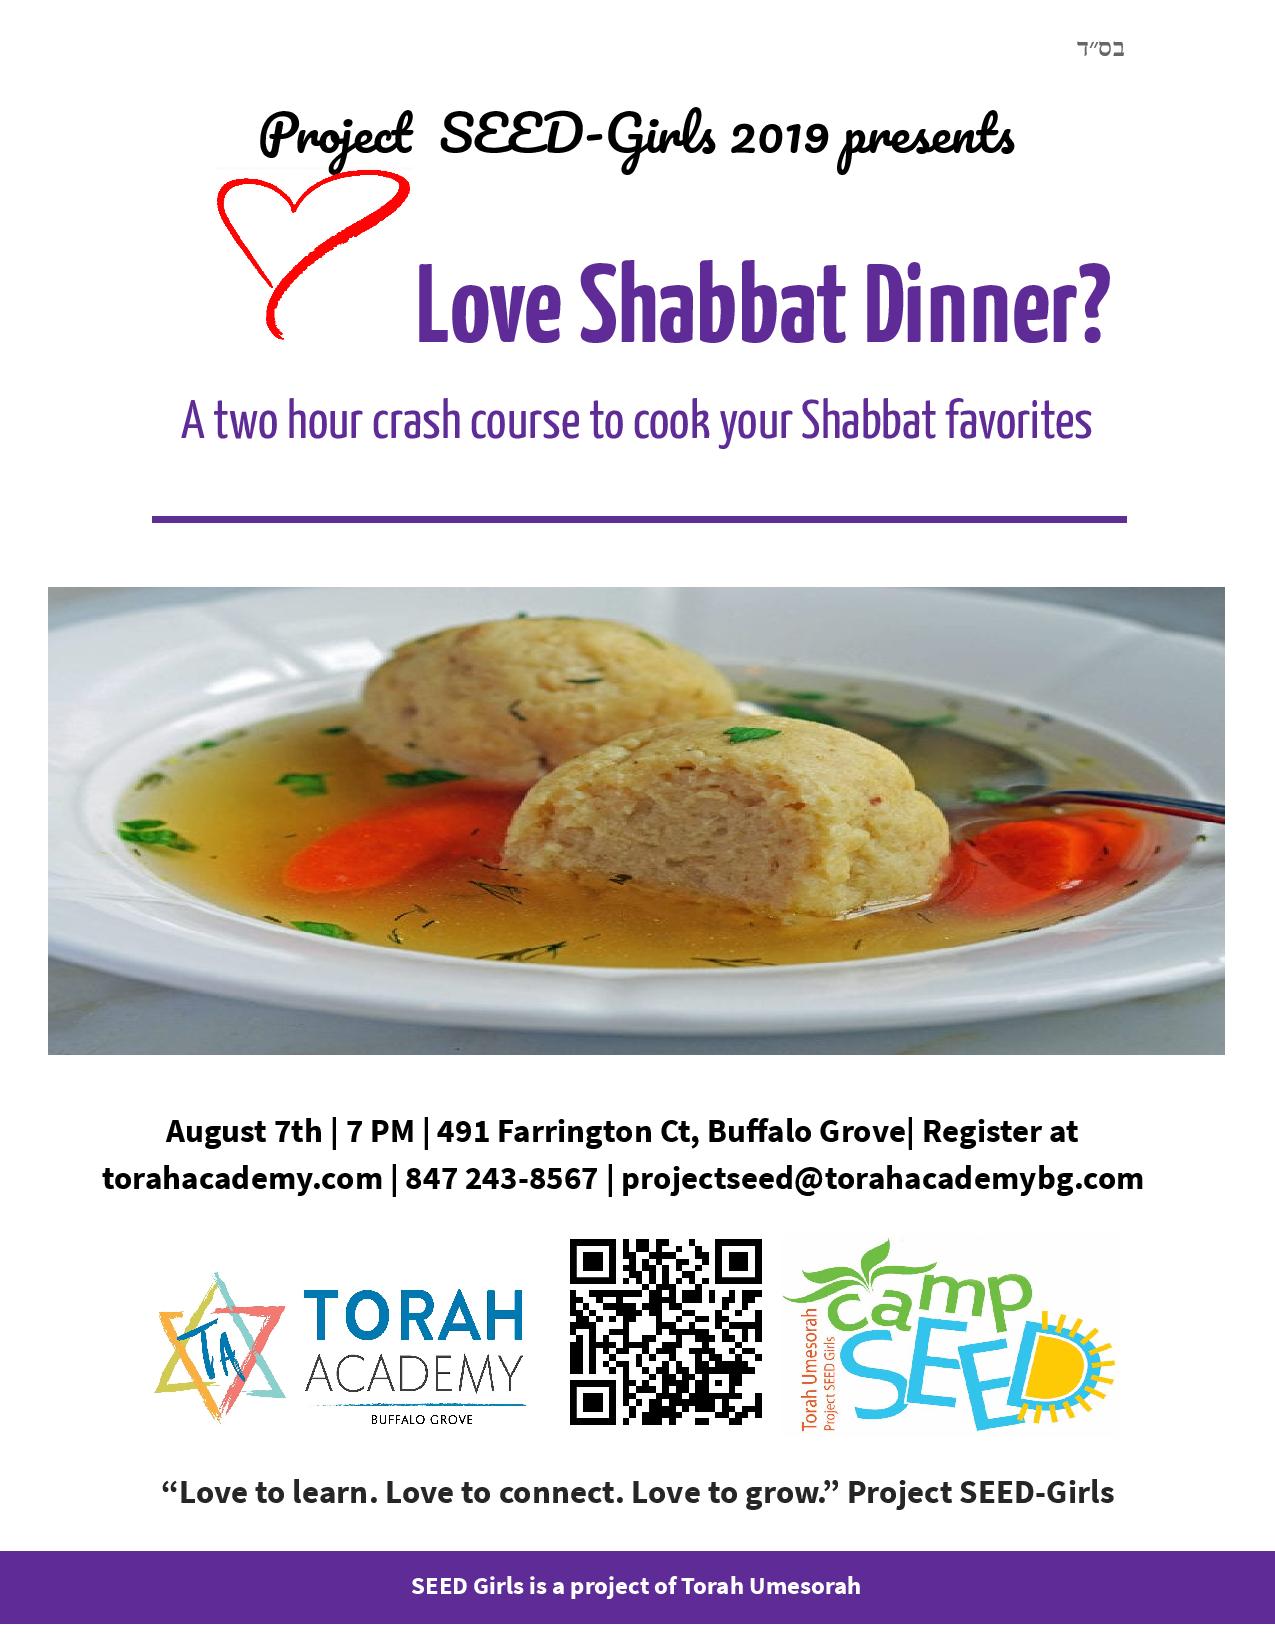 בס״ד
Project SEED-Girls 2019 presents
Love Shabbat Dinner?
A two hour crash course to cook your Shabbat favorites
August 7th | 7 PM | 491 Farrington Ct, Buffalo Grove| Register at
torahacademy.com | 847 243-8567 | projectseed@torahacademybg.com
TA
TORAH
ACADEMY
BUFFALO GROVE
camp
SEED
Torah Umesorah
Project SEED Girls
“Love to learn. Love to connect. Love to grow.” Project SEED-Girls
SEED Girls is a project of Torah Umesorah